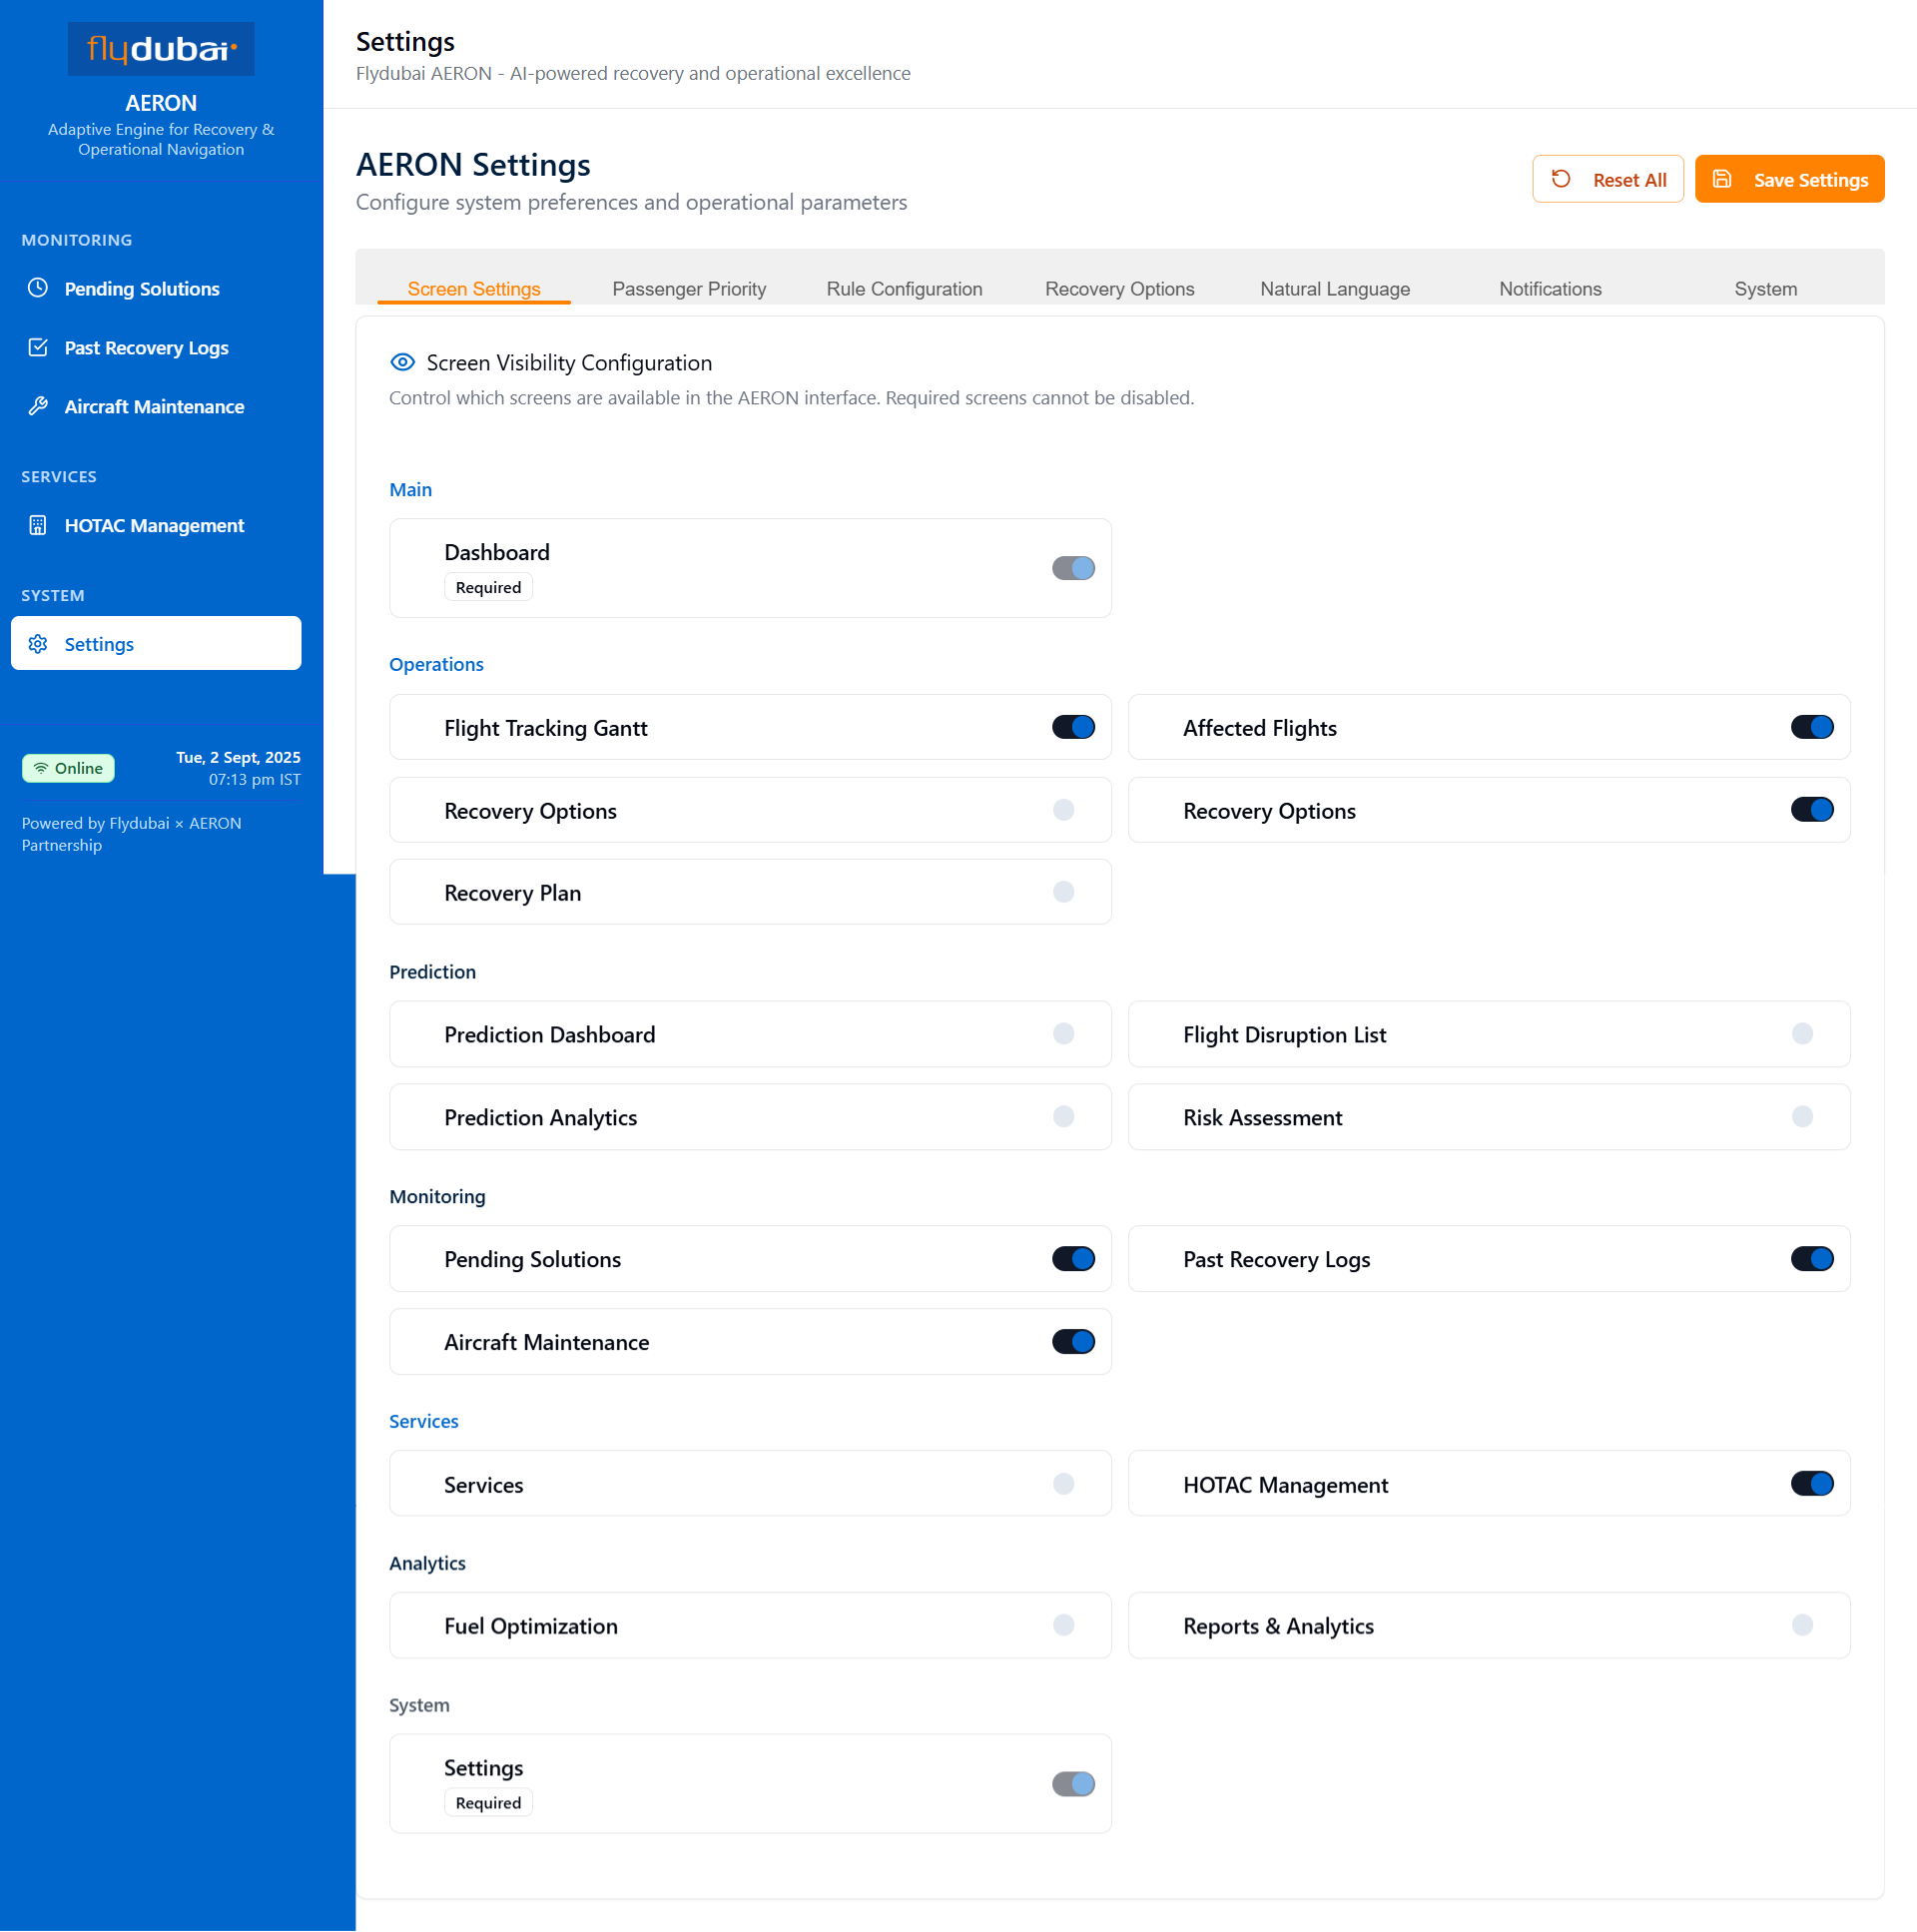 flydubai
AERON
Adaptive Engine for Recovery &
Operational Navigation
MONITORING
Pending Solutions
Past Recovery Logs
Aircraft Maintenance
SERVICES
HOTAC Management
SYSTEM
Settings
Online
Tue, 2 Sept, 2025
07:13 pm IST
Powered by Flydubai × AERON
Partnership
Settings
Flydubai AERON - AI-powered recovery and operational excellence
AERON Settings
Configure system preferences and operational parameters
Reset All
Save Settings
Screen Settings
Passenger Priority
Rule Configuration
Recovery Options
Natural Language
Notifications
System
Screen Visibility Configuration
Control which screens are available in the AERON interface. Required screens cannot be disabled.
Main
Dashboard
Required
Operations
Flight Tracking Gantt
Affected Flights
Recovery Options
Recovery Options
Recovery Plan
Prediction
Prediction Dashboard
Flight Disruption List
Prediction Analytics
Risk Assessment
Monitoring
Pending Solutions
Past Recovery Logs
Aircraft Maintenance
Services
Services
HOTAC Management
Analytics
Fuel Optimization
Reports & Analytics
System
Settings
Required